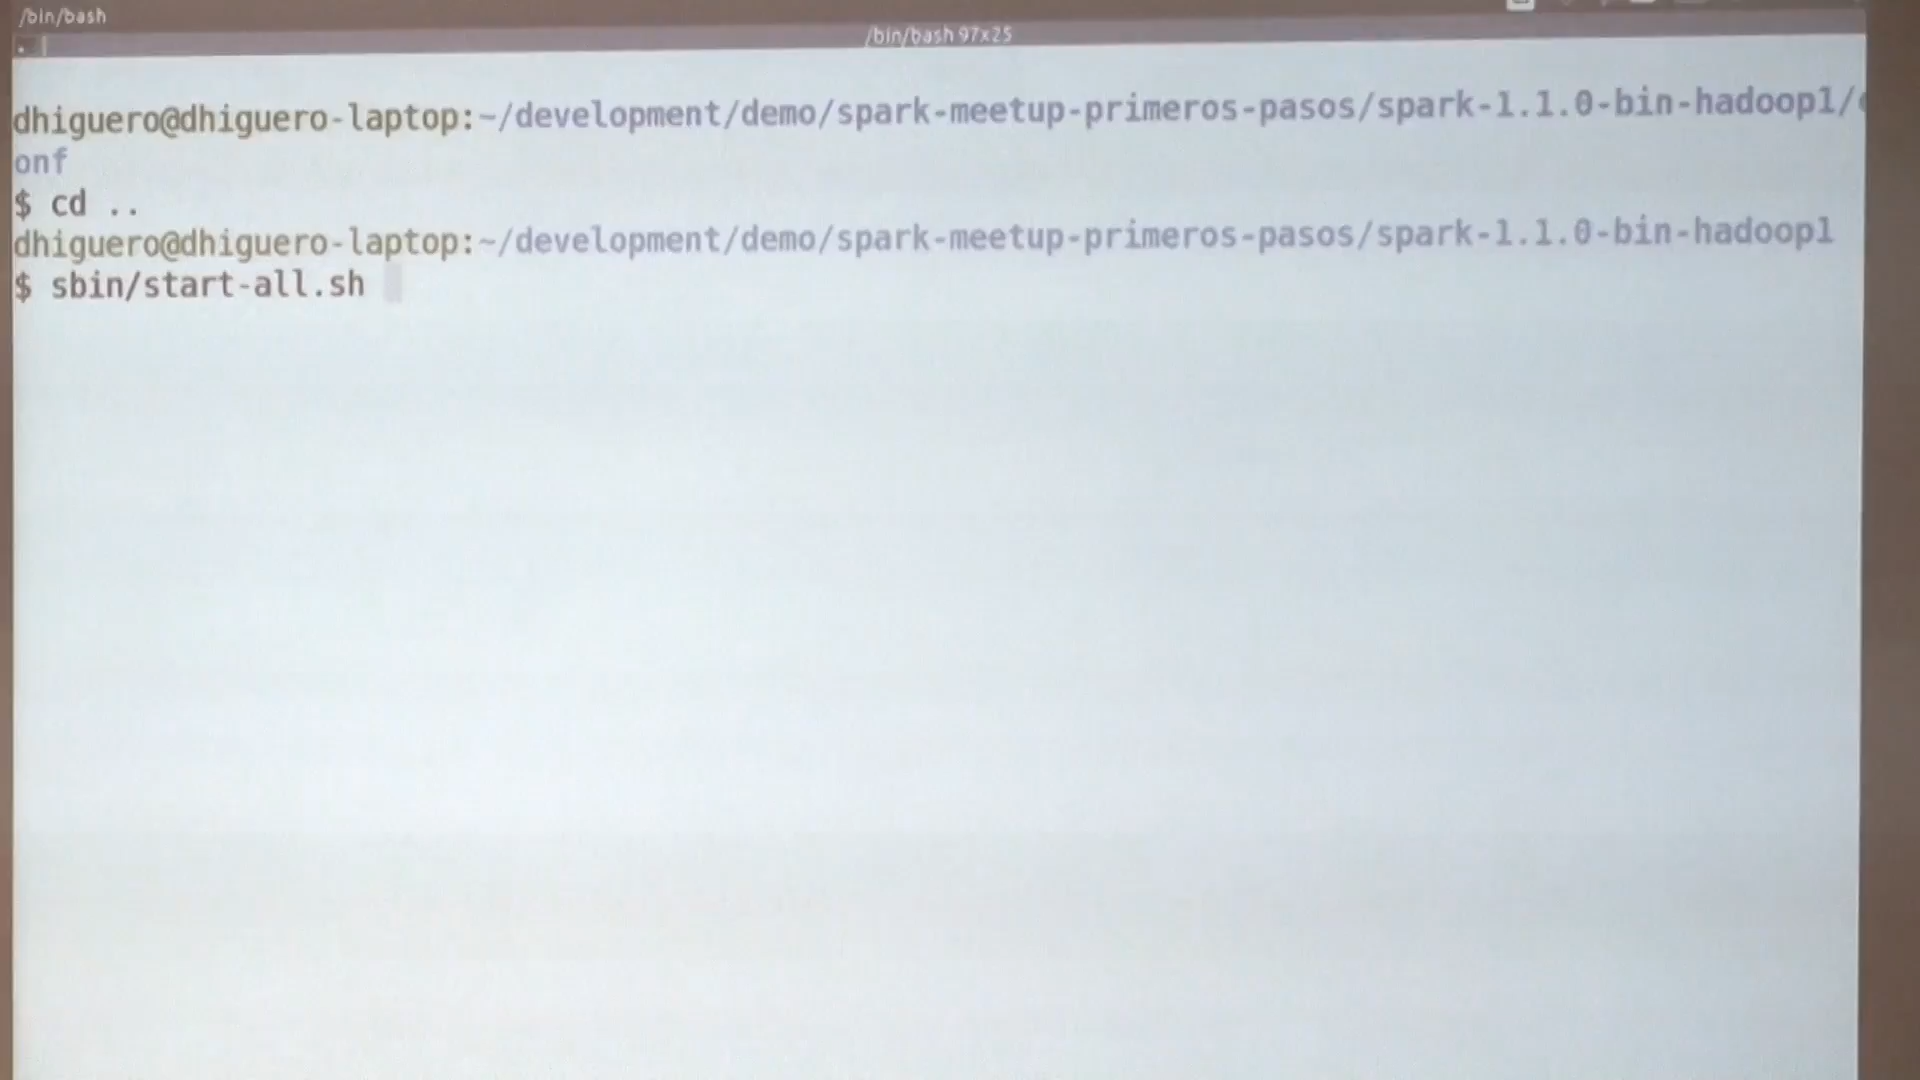 /bin/bash
/bin/bash 97x25
dhiguero@dhiguero-laptop:~/development/demo/spark-meetup-primeros-pasos/spark-1.1.0-bin-hadoop1/c
onf
$ cd ..
dhiguero@dhiguero-laptop:~/development/demo/spark-meetup-primeros-pasos/spark-1.1.0-bin-hadoop1
$ sbin/start-all.sh